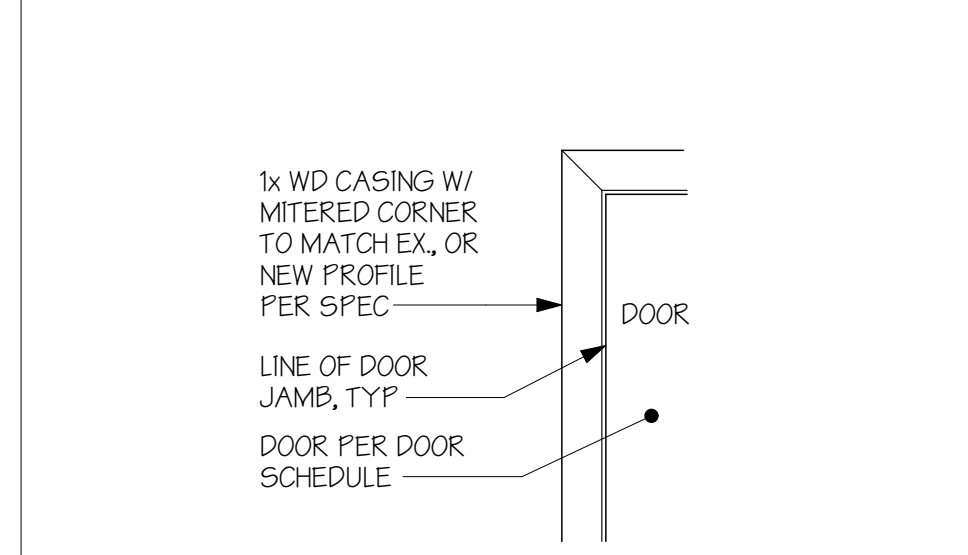 1x WD CASING W/
MITERED CORNER
TO MATCH EX., OR
NEW PROFILE
PER SPEC
DOOR
LINE OF DOOR
JAMB, TYP
DOOR PER DOOR
SCHEDULE